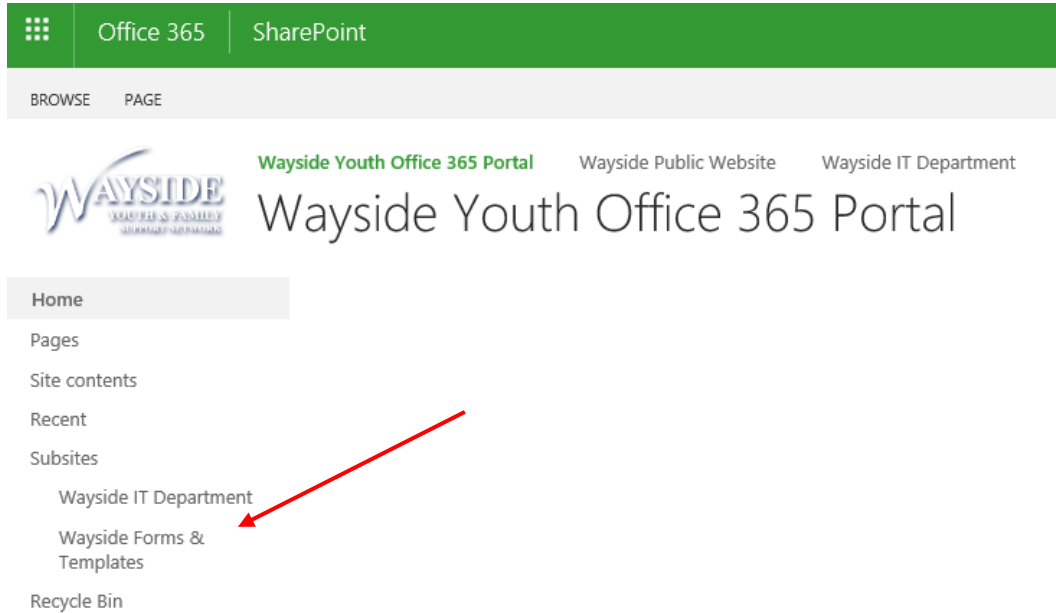 Office 365 SharePoint
BROWSE PAGE
WAYSIDE
YOUTH & FAMILY
SUPPORT NETWORK
Wayside Youth Office 365 Portal Wayside Public Website Wayside IT Department
Wayside Youth Office 365 Portal
Home
Pages
Site contents
Recent
Subsites
Wayside IT Department
Wayside Forms &
Templates
Recycle Bin